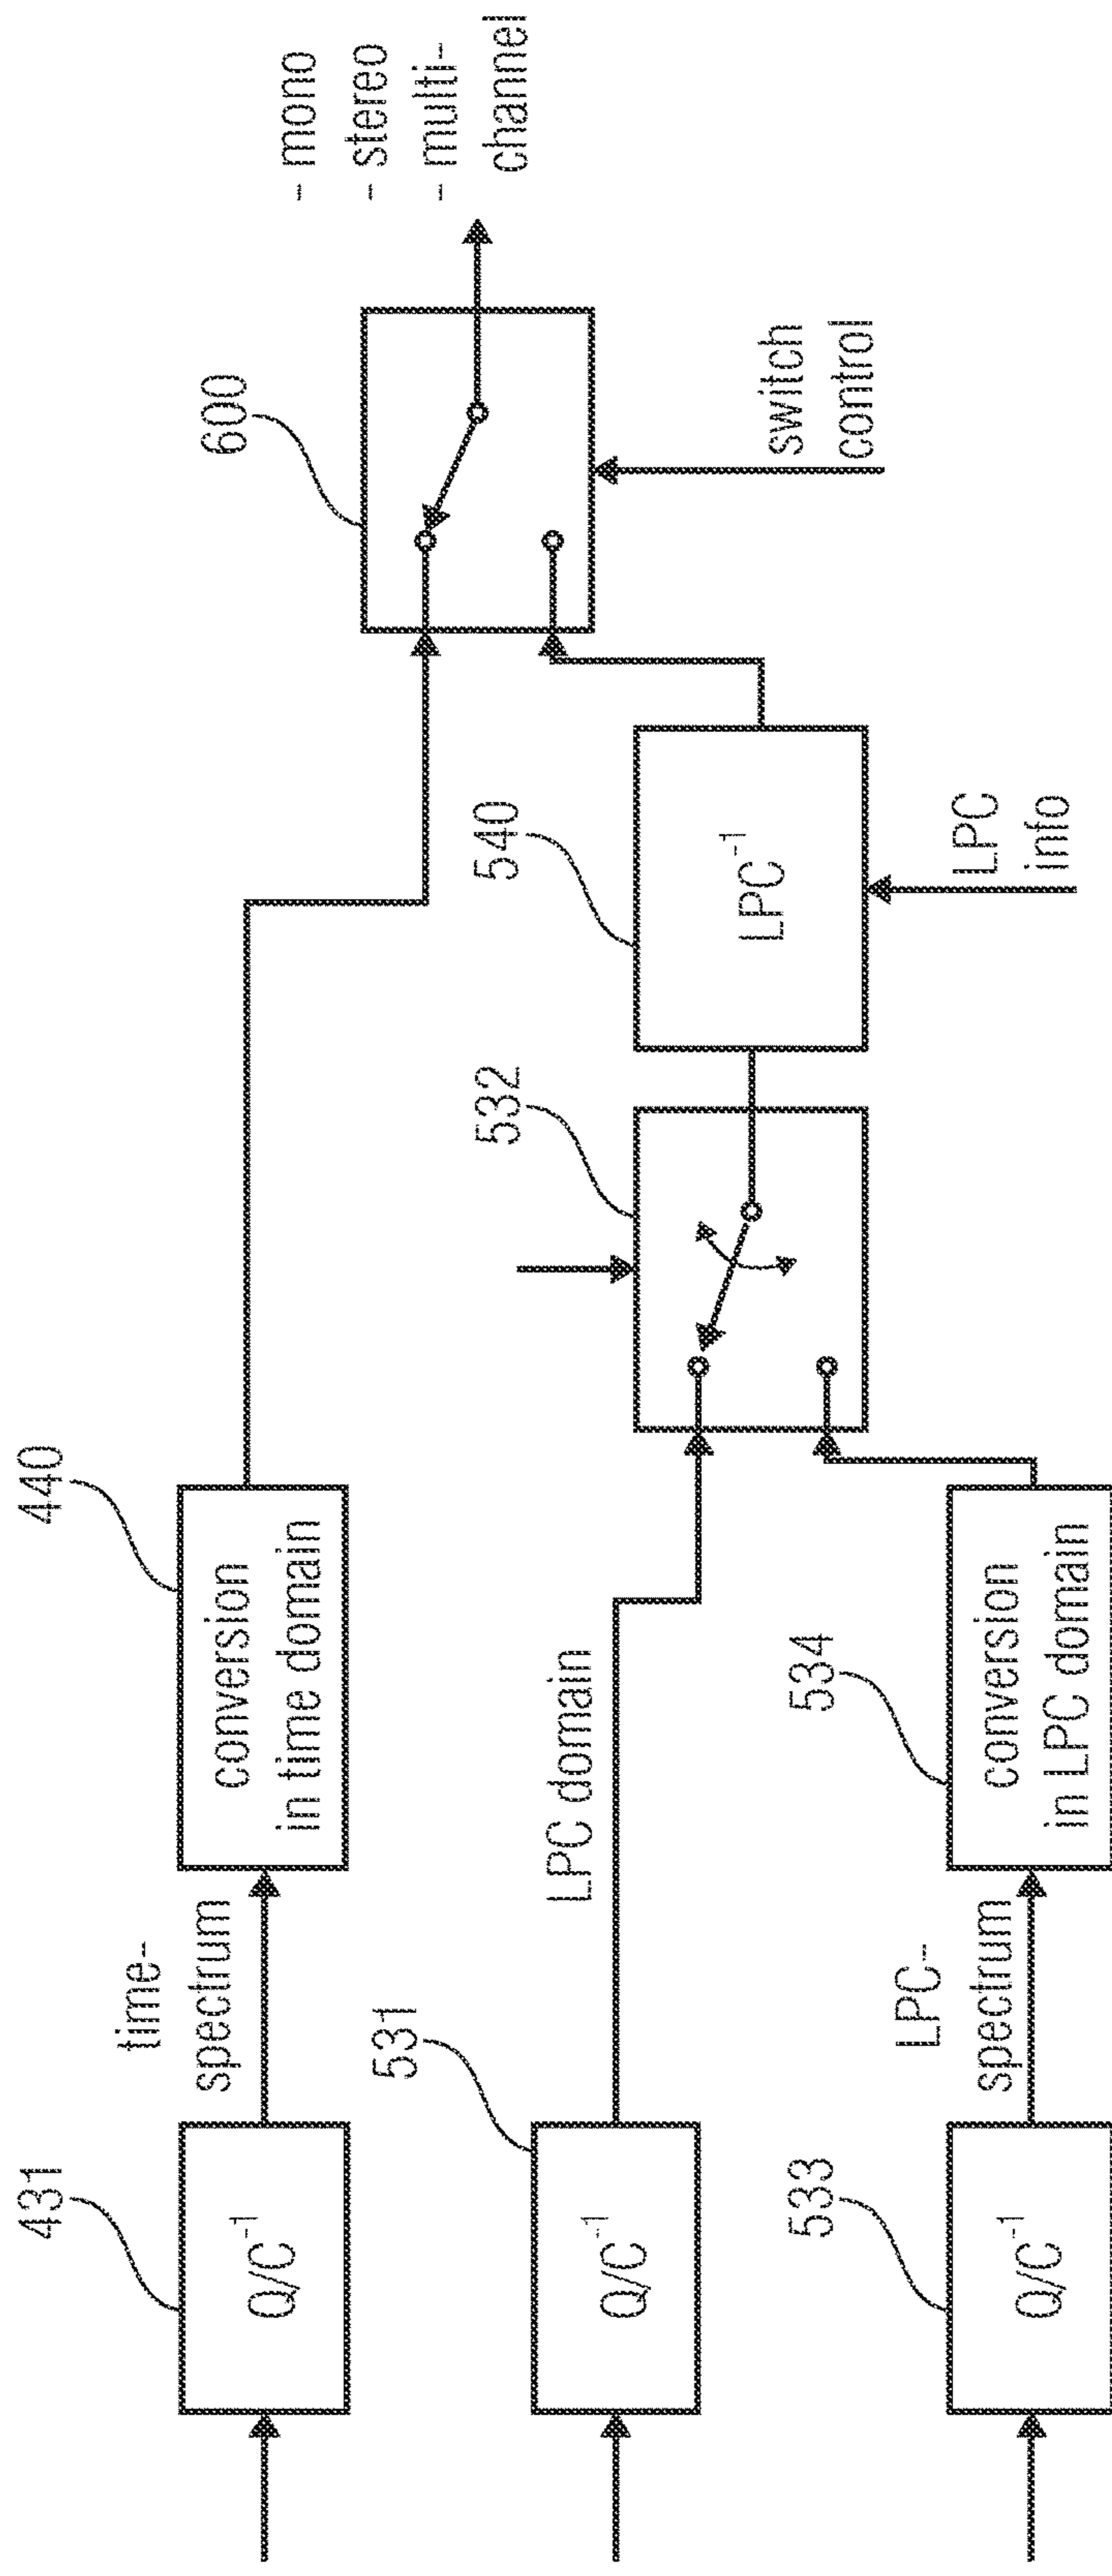 431
Q/C⁻¹
time-
spectrum
440
conversion
in time domain
600
- mono
- stereo
- multi-
channel
switch
control
531
Q/C⁻¹
LPC domain
532
540
LPC⁻¹
LPC
info
533
Q/C⁻¹
LPC-
spectrum
534
conversion
in LPC domain